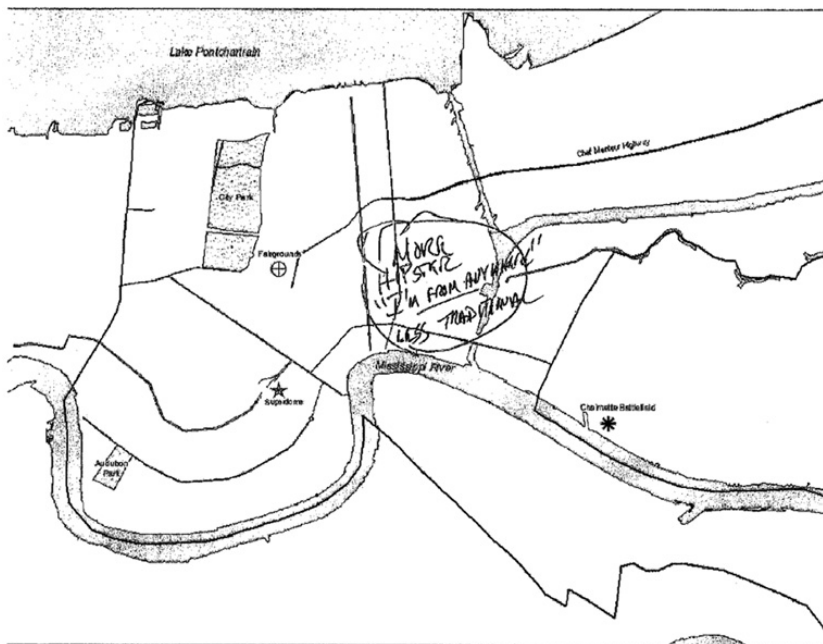 Lake Pontchartrain
Chef Menteur Highway
City Park
Fairgrounds
MORE
HIPSTER
"I'M FROM ANYWHERE"
LESS TRADITIONAL
Mississippi River
Superdome
Chalmette Battlefield
Audubon
Park